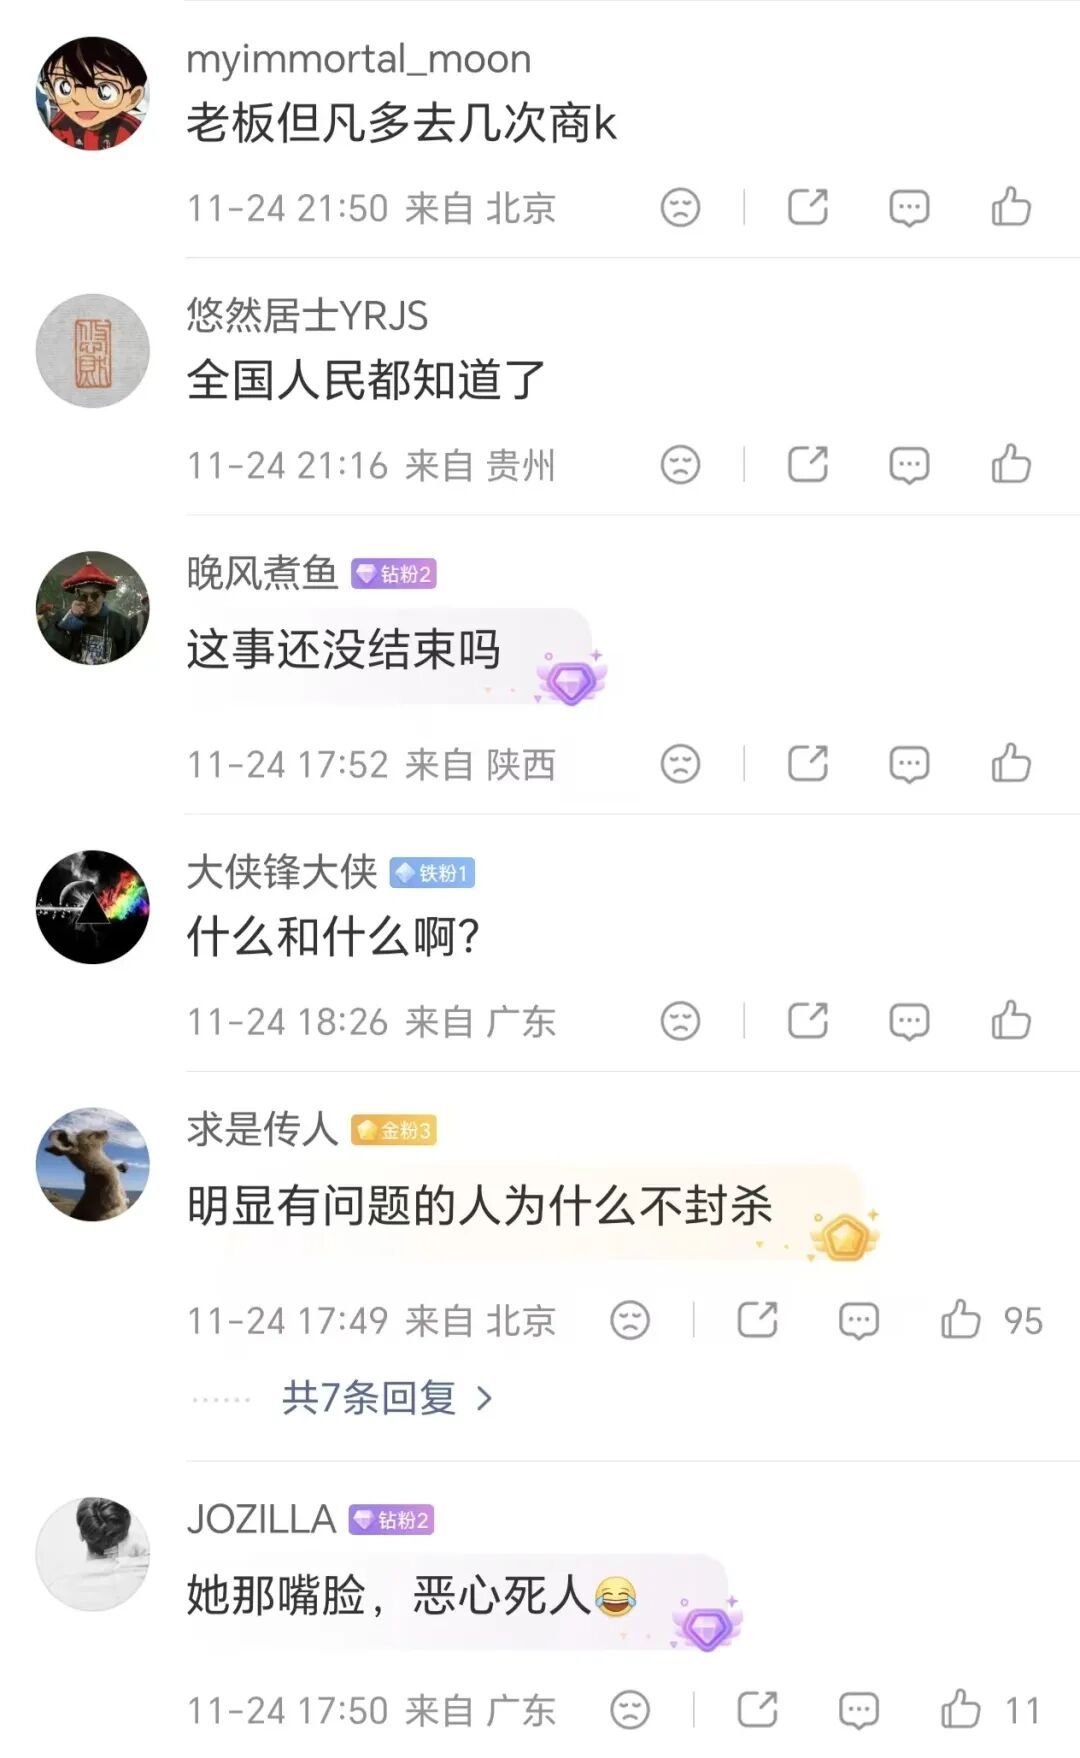 myimmortal_moon
老板但凡多去几次商k
11-24 21:50 来自 北京
悠然居士YRJS
全国人民都知道了
11-24 21:16 来自 贵州
晚风煮鱼 钻粉2
这事还没结束吗
11-24 17:52 来自 陕西
大侠锋大侠 铁粉1
什么和什么啊?
11-24 18:26 来自 广东
求是传人 金粉3
明显有问题的人为什么不封杀
11-24 17:49 来自 北京 95
······ 共7条回复 >
JOZILLA 钻粉2
她那嘴脸，恶心死人😂
11-24 17:50 来自 广东 11